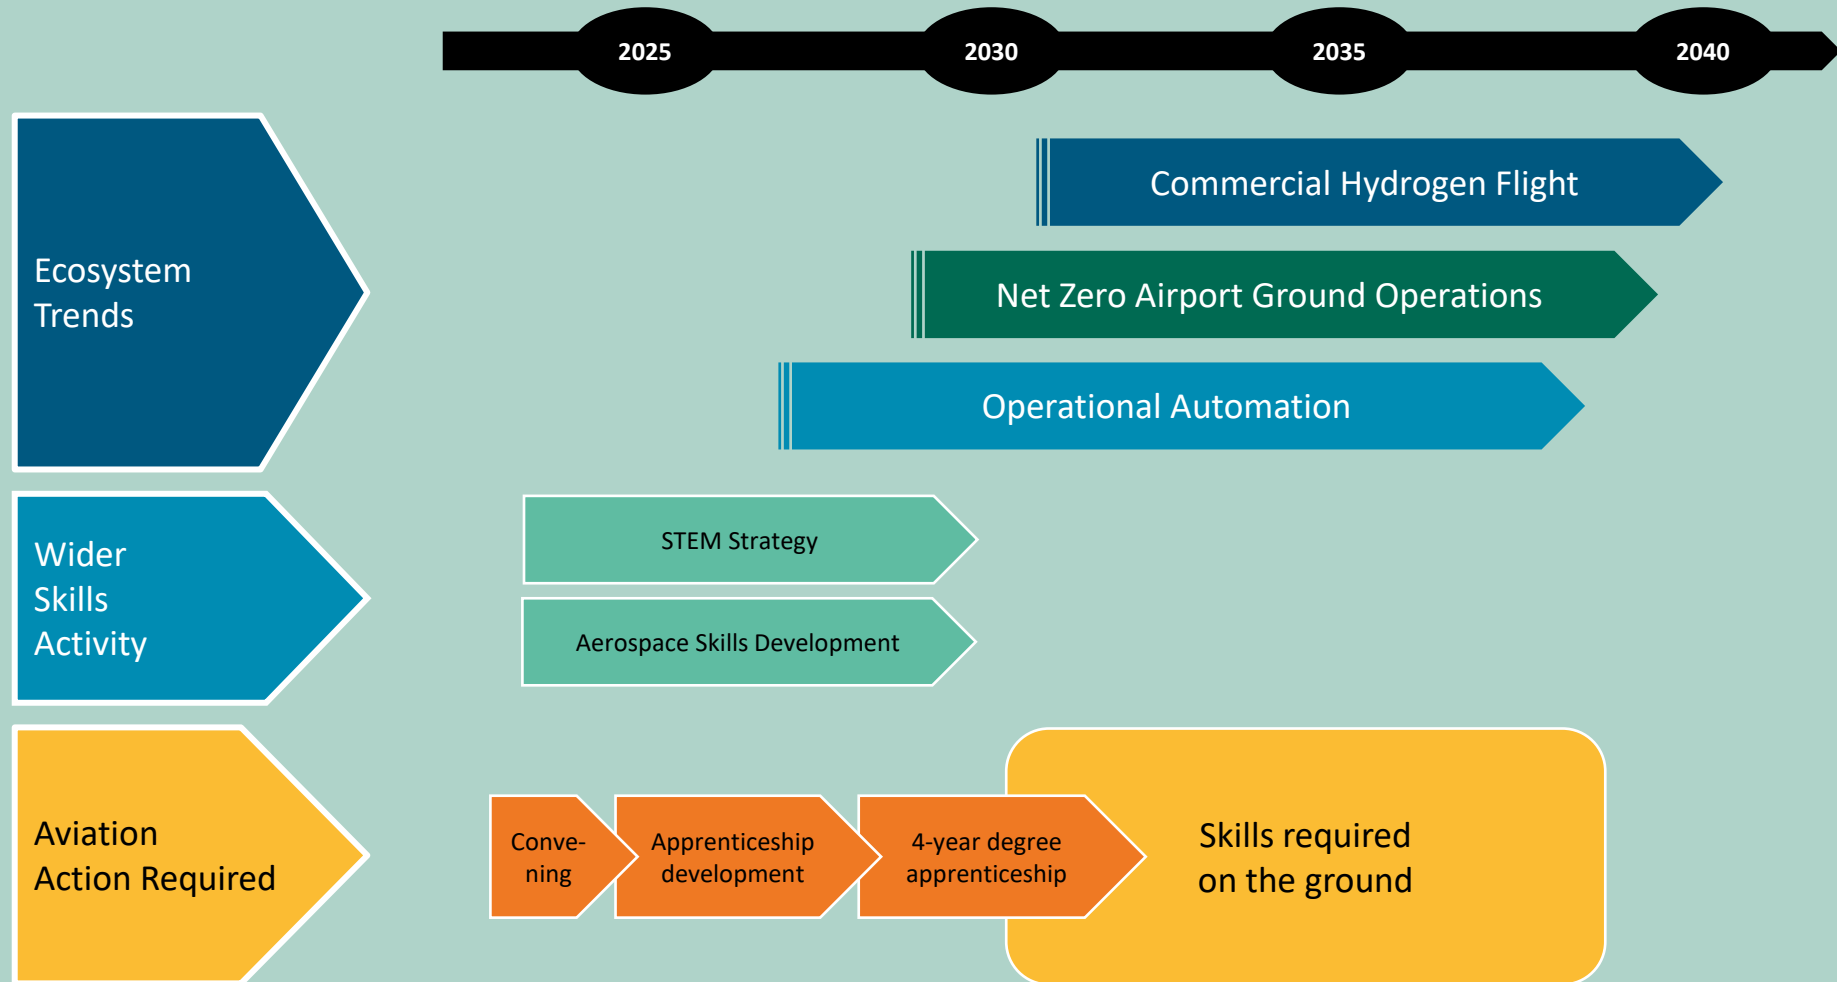 2025
2030
2035
2040
Ecosystem
Trends
Commercial Hydrogen Flight
Net Zero Airport Ground Operations
Operational Automation
Wider
Skills
Activity
STEM Strategy
Aerospace Skills Development
Aviation
Action Required
Conve-
ning
Apprenticeship
development
4-year degree
apprenticeship
Skills required
on the ground